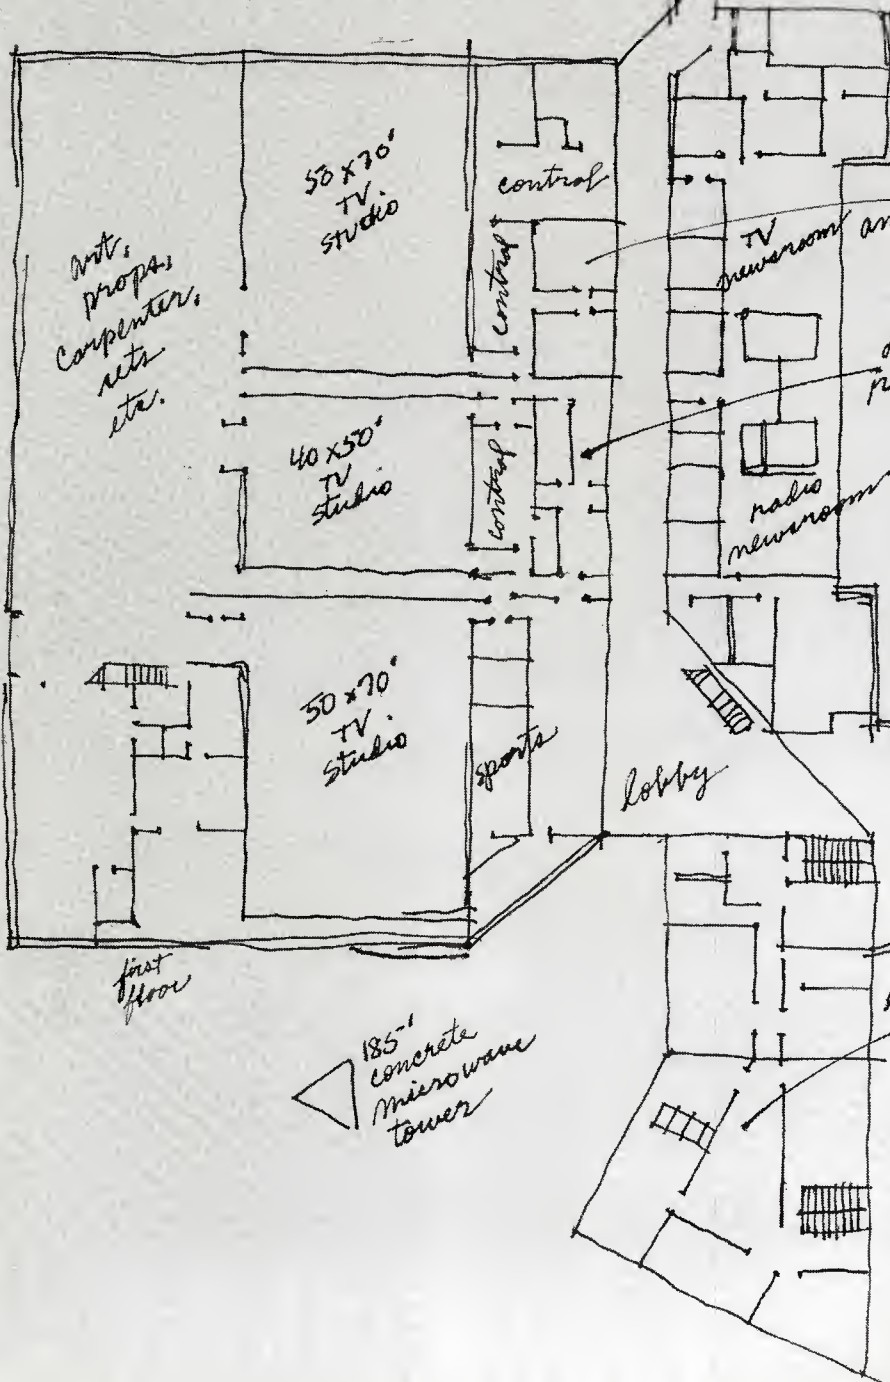 50 x 70'
TV
studio
control
control
TV
newsroom
art,
props,
carpenter,
sets
etc.
40 x 50'
TV
studio
control
radio
newsroom
50 x 70'
TV
studio
sports
lobby
first
floor
185-'
concrete
microwave
tower